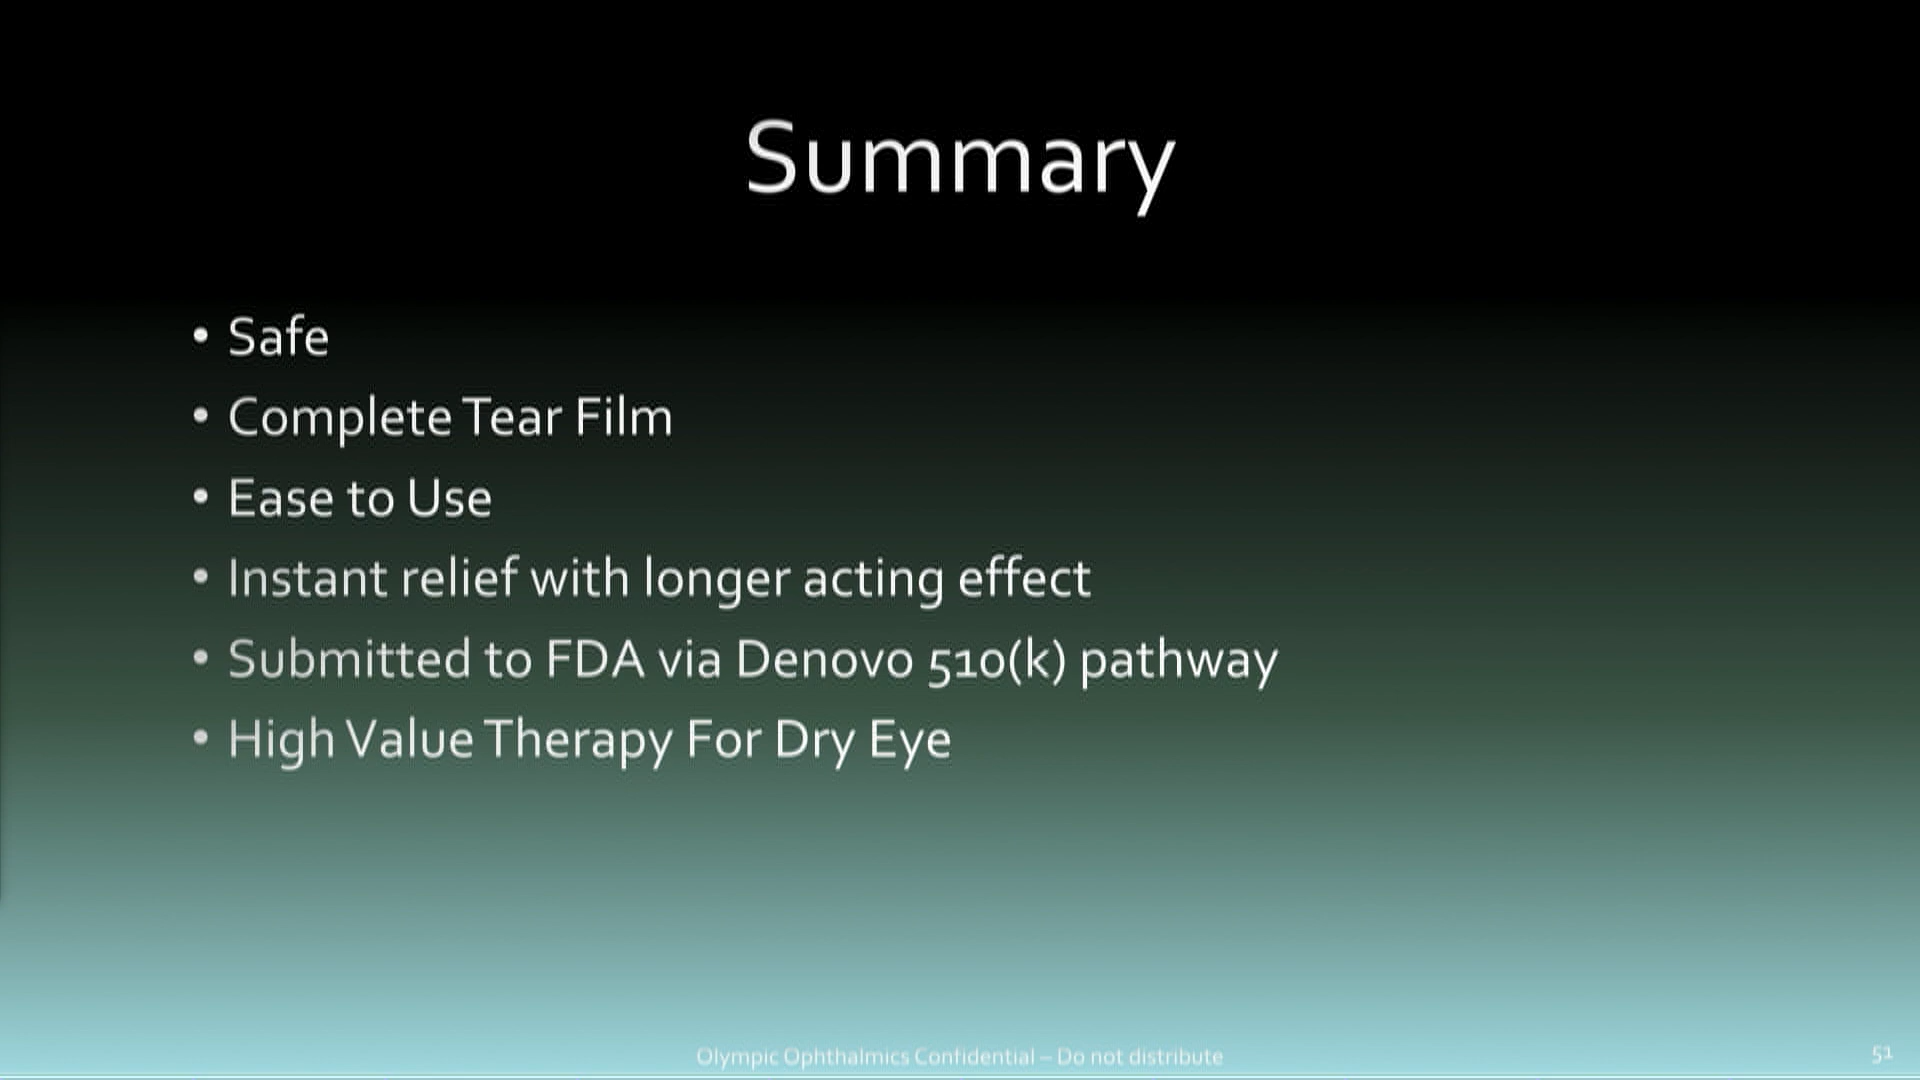 Summary
• Safe
• Complete Tear Film
• Ease to Use
• Instant relief with longer acting effect
• Submitted to FDA via Denovo 510(k) pathway
• High Value Therapy For Dry Eye
Olympic Ophthalmics Confidential – Do not distribute
51